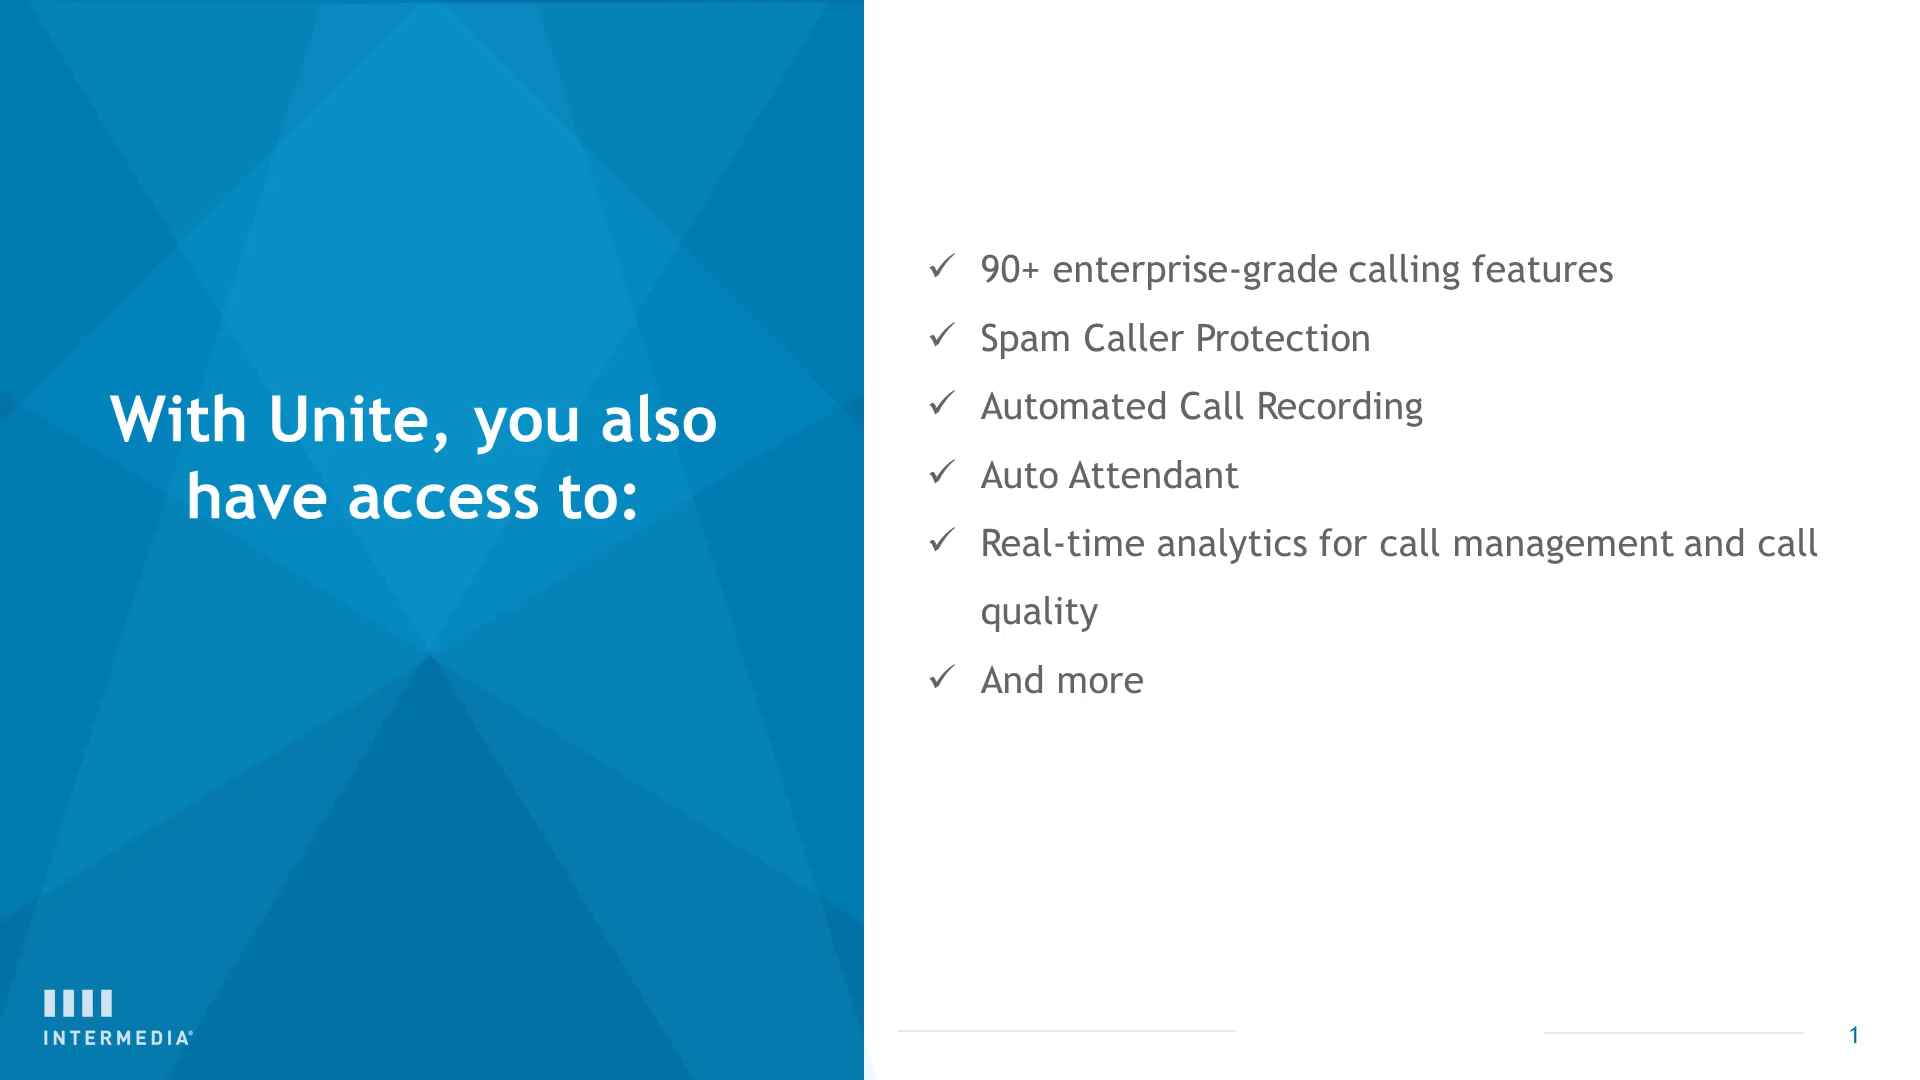 With Unite, you also
have access to:
✓ 90+ enterprise-grade calling features
✓ Spam Caller Protection
✓ Automated Call Recording
✓ Auto Attendant
✓ Real-time analytics for call management and call
quality
✓ And more
INTERMEDIA®
1